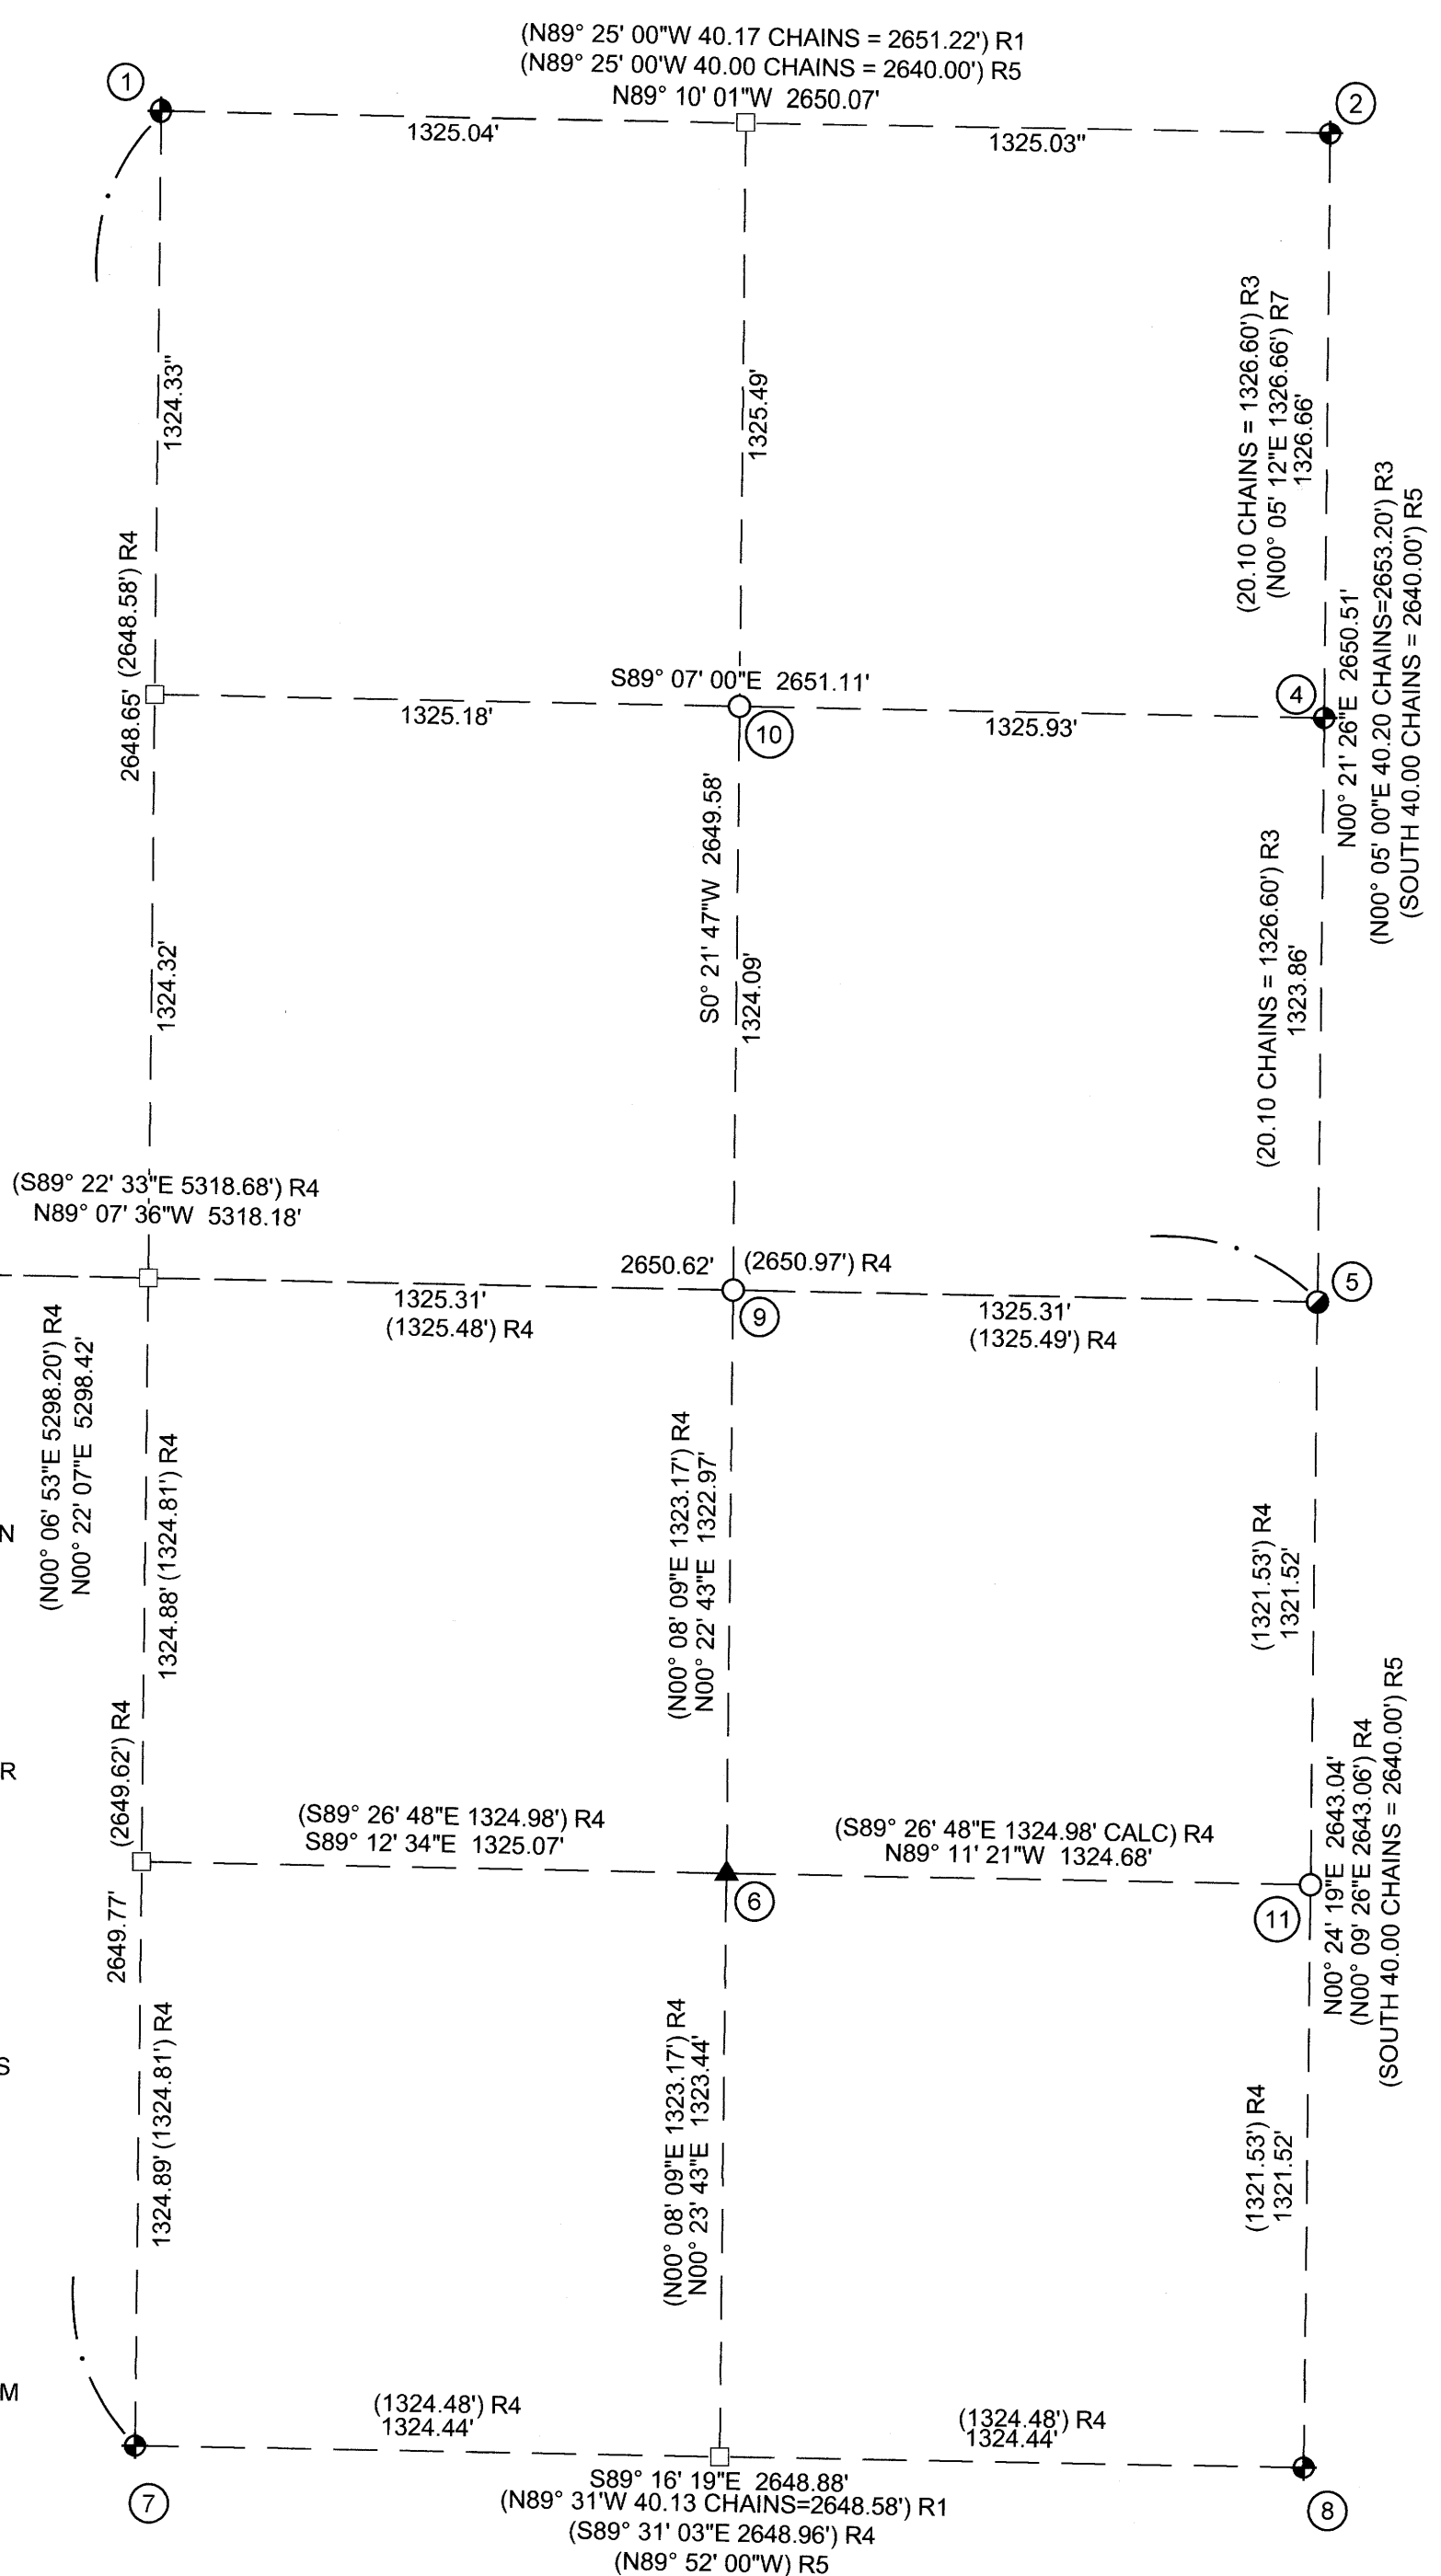 (N89° 25' 00"W 40.17 CHAINS = 2651.22') R1
(N89° 25' 00'W 40.00 CHAINS = 2640.00') R5
N89° 10' 01"W 2650.07'
1
2
1325.04'
1325.03"
1324.33"
1325.49'
(20.10 CHAINS = 1326.60') R3
(N00° 05' 12"E 1326.66') R7
1326.66'
2648.65' (2648.58') R4
S89° 07' 00"E 2651.11'
1325.18'
10
1325.93'
4
N00° 21' 26"E 2650.51'
(N00° 05' 00"E 40.20 CHAINS=2653.20') R3
(SOUTH 40.00 CHAINS = 2640.00') R5
S0° 21' 47"W 2649.58'
1324.09'
1324.32'
(20.10 CHAINS = 1326.60') R3
1323.86'
(S89° 22' 33"E 5318.68') R4
N89° 07' 36"W 5318.18'
2650.62' (2650.97') R4
5
1325.31'
(1325.48') R4
9
1325.31'
(1325.49') R4
(N00° 06' 53"E 5298.20') R4
N00° 22' 07"E 5298.42'
1324.88' (1324.81') R4
(N00° 08' 09"E 1323.17') R4
N00° 22' 43"E 1322.97'
(1321.53') R4
1321.52'
N
R
(2649.62') R4
2649.77'
(S89° 26' 48"E 1324.98') R4
S89° 12' 34"E 1325.07'
(S89° 26' 48"E 1324.98' CALC) R4
N89° 11' 21"W 1324.68'
6
11
N00° 24' 19"E 2643.04'
(N00° 09' 26"E 2643.06') R4
(SOUTH 40.00 CHAINS = 2640.00') R5
S
1324.89' (1324.81') R4
(N00° 08' 09"E 1323.17') R4
N00° 23' 43"E 1323.44'
(1321.53') R4
1321.52'
M
(1324.48') R4
1324.44'
(1324.48') R4
1324.44'
7
8
S89° 16' 19"E 2648.88'
(N89° 31'W 40.13 CHAINS=2648.58') R1
(S89° 31' 03"E 2648.96') R4
(N89° 52' 00"W) R5